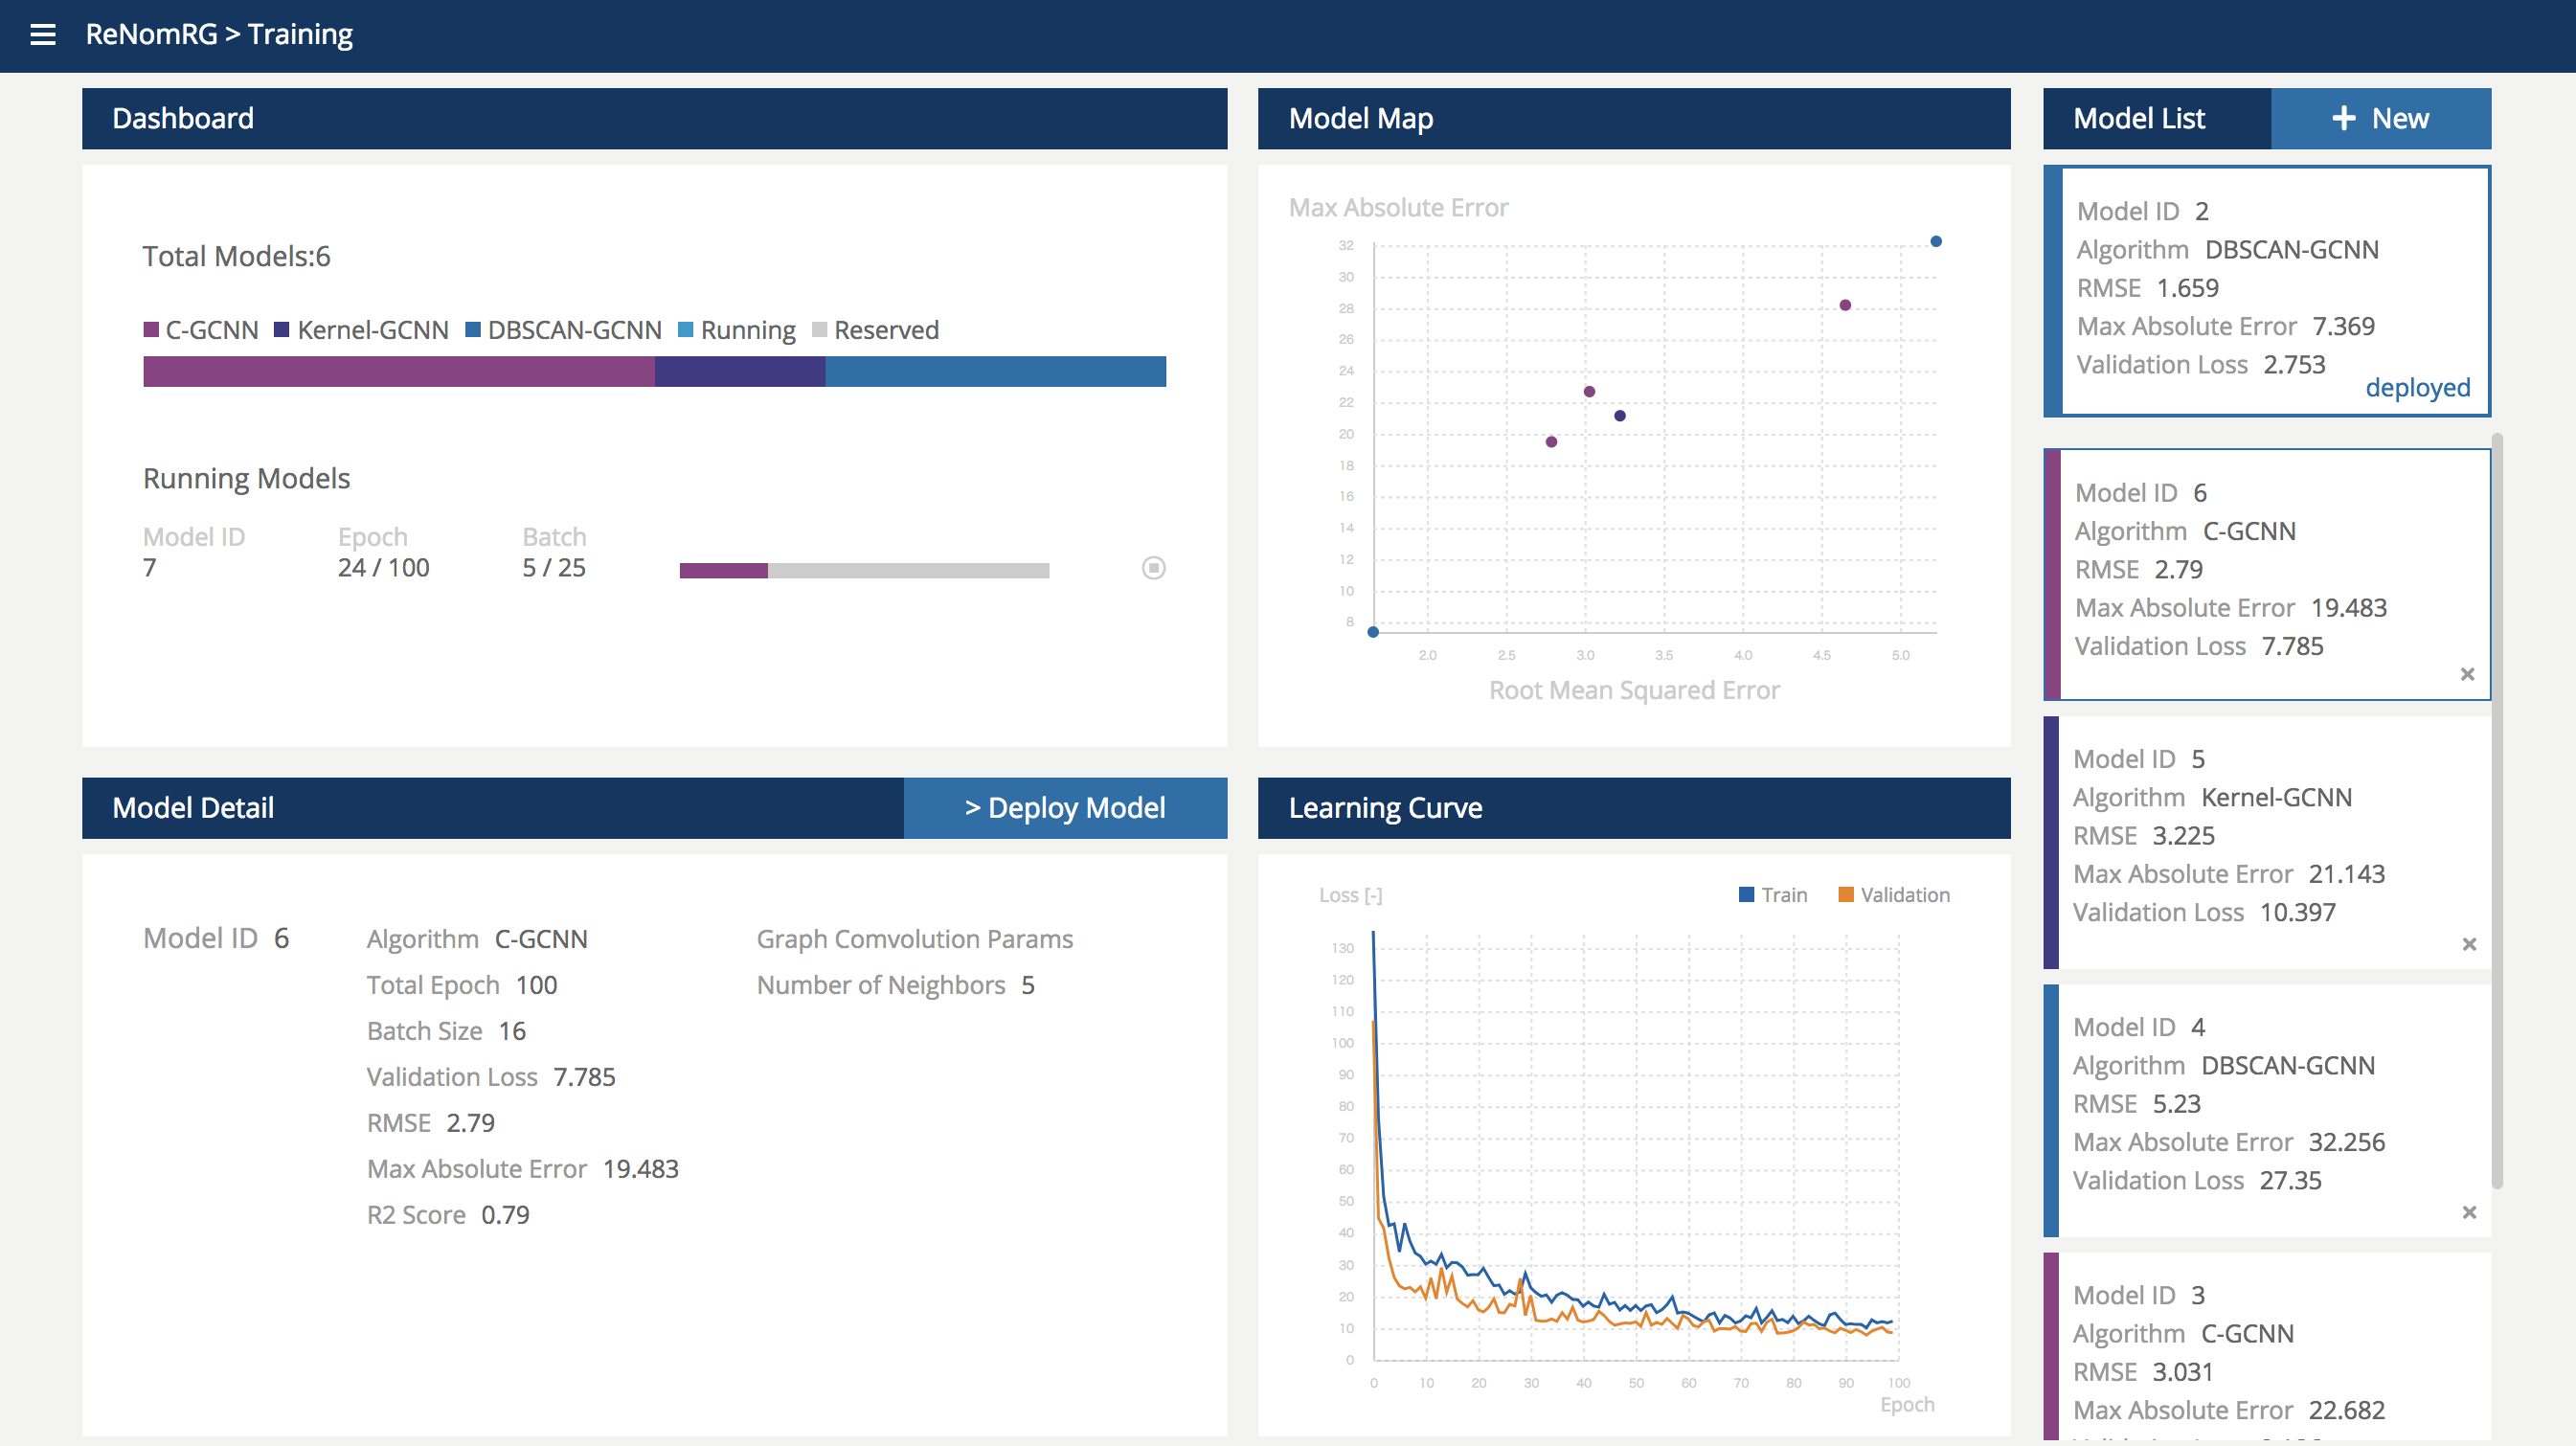 ReNomRG > Training
Dashboard
Total Models:6
C-GCNN Kernel-GCNN DBSCAN-GCNN Running Reserved
Running Models
Model ID Epoch Batch
7 24 / 100 5 / 25
Model Map
Max Absolute Error
32
30
28
26
24
22
20
18
16
14
12
10
8
2.0 2.5 3.0 3.5 4.0 4.5 5.0
Root Mean Squared Error
Model Detail
> Deploy Model
Model ID 6
Algorithm C-GCNN
Total Epoch 100
Batch Size 16
Validation Loss 7.785
RMSE 2.79
Max Absolute Error 19.483
R2 Score 0.79
Graph Comvolution Params
Number of Neighbors 5
Learning Curve
Loss [-]
Train Validation
130
120
110
100
90
80
70
60
50
40
30
20
10
0
0 10 20 30 40 50 60 70 80 90 100
Epoch
Model List
+ New
Model ID 2
Algorithm DBSCAN-GCNN
RMSE 1.659
Max Absolute Error 7.369
Validation Loss 2.753
deployed
Model ID 6
Algorithm C-GCNN
RMSE 2.79
Max Absolute Error 19.483
Validation Loss 7.785
Model ID 5
Algorithm Kernel-GCNN
RMSE 3.225
Max Absolute Error 21.143
Validation Loss 10.397
Model ID 4
Algorithm DBSCAN-GCNN
RMSE 5.23
Max Absolute Error 32.256
Validation Loss 27.35
Model ID 3
Algorithm C-GCNN
RMSE 3.031
Max Absolute Error 22.682